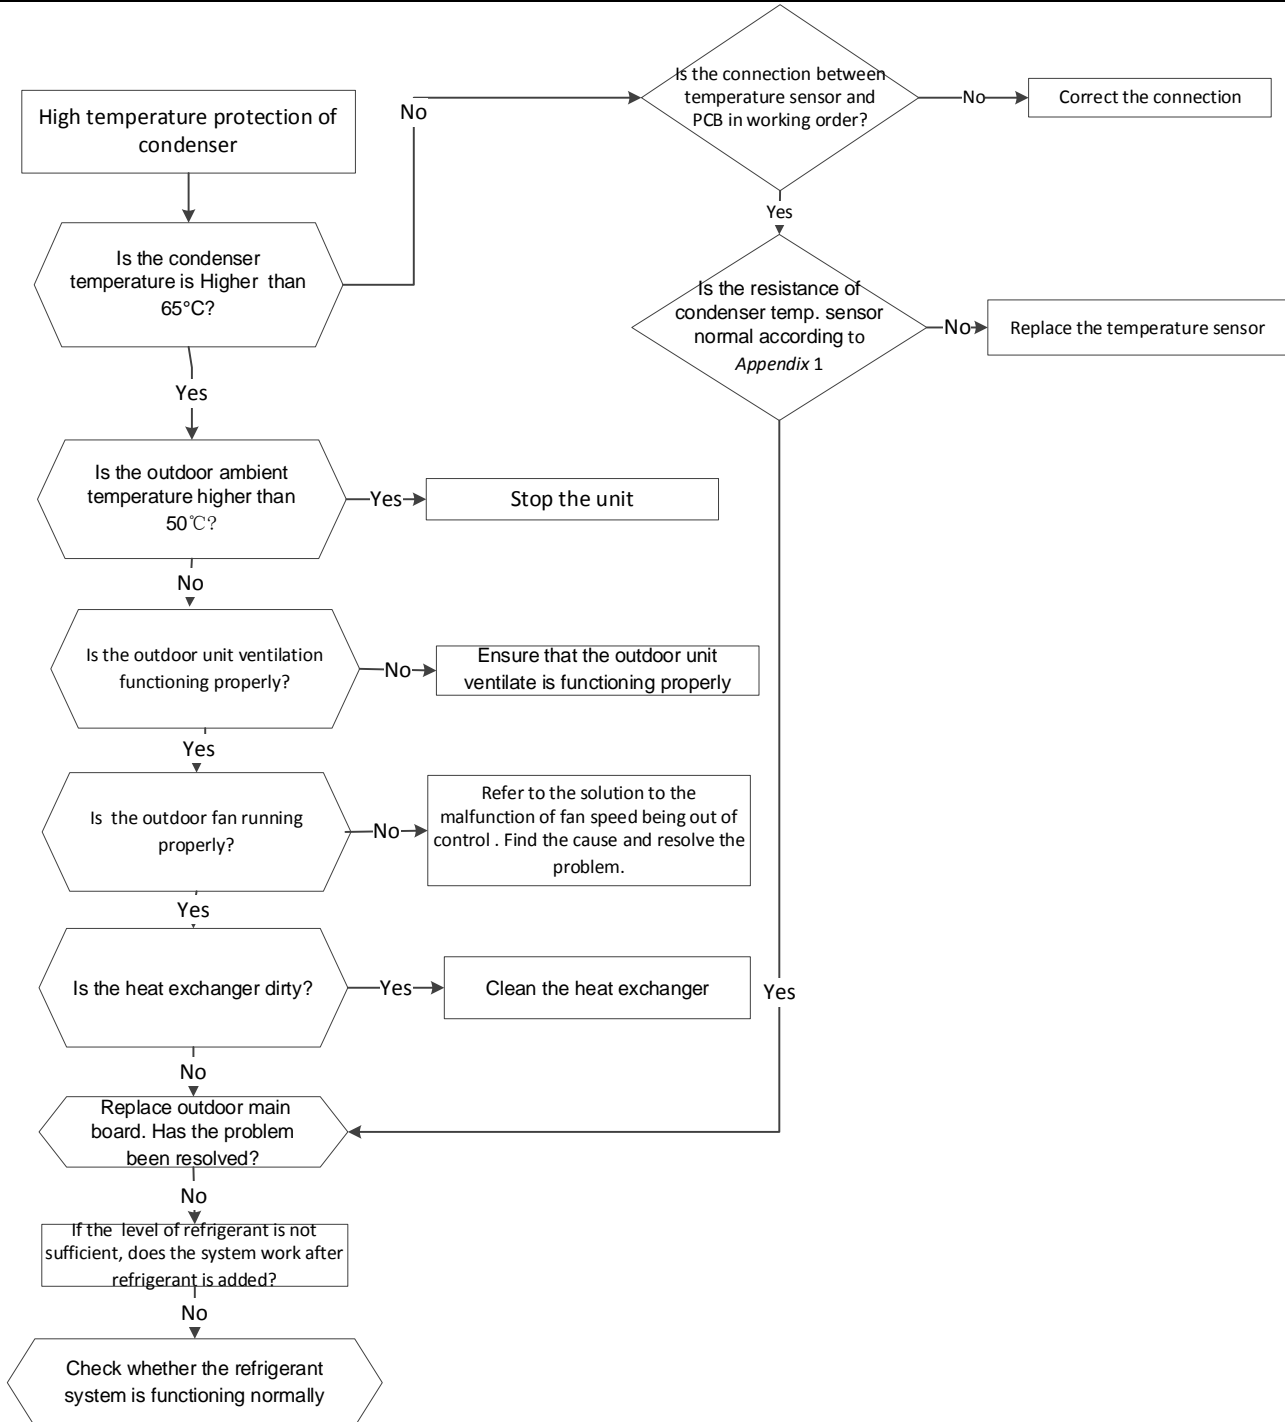 High temperature protection of
condenser
No
Is the connection between
temperature sensor and
PCB in working order?
No
Correct the connection
Yes
Is the condenser
temperature is Higher than
65°C?
Is the resistance of
condenser temp. sensor
normal according to
Appendix 1
No
Replace the temperature sensor
Yes
Is the outdoor ambient
temperature higher than
50℃?
Yes
Stop the unit
No
Is the outdoor unit ventilation
functioning properly?
No
Ensure that the outdoor unit
ventilate is functioning properly
Yes
Is the outdoor fan running
properly?
No
Refer to the solution to the
malfunction of fan speed being out of
control . Find the cause and resolve the
problem.
Yes
Is the heat exchanger dirty?
Yes
Clean the heat exchanger
Yes
No
Replace outdoor main
board. Has the problem
been resolved?
No
If the level of refrigerant is not
sufficient, does the system work after
refrigerant is added?
No
Check whether the refrigerant
system is functioning normally